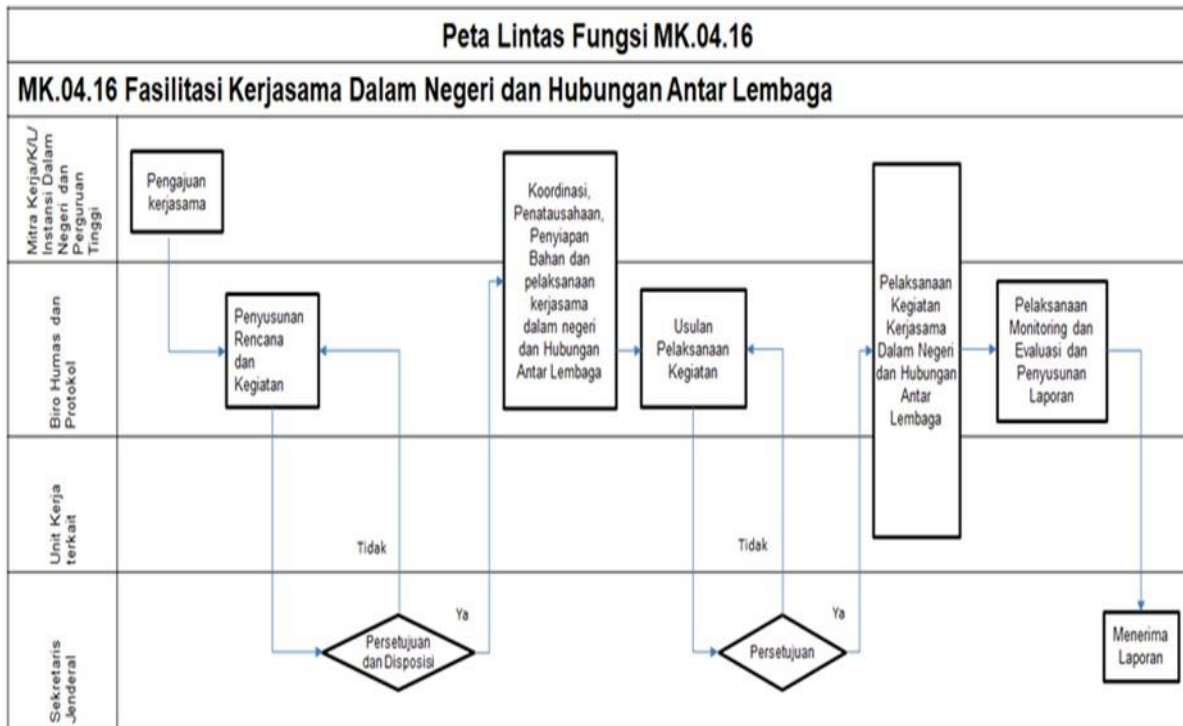 Peta Lintas Fungsi MK.04.16
MK.04.16 Fasilitasi Kerjasama Dalam Negeri dan Hubungan Antar Lembaga
Mitra Kerja/K/L/
Instansi Dalam
Negeri dan
Perguruan
Tinggi
Pengajuan
kerjasama
Koordinasi,
Penatausahaan,
Penyiapan
Bahan dan
pelaksanaan
kerjasama
dalam negeri
dan Hubungan
Antar Lembaga
Biro Humas dan
Protokol
Penyusunan
Rencana
dan
Kegiatan
Usulan
Pelaksanaan
Kegiatan
Pelaksanaan
Kegiatan
Kerjasama
Dalam Negeri
dan Hubungan
Antar
Lembaga
Pelaksanaan
Monitoring dan
Evaluasi dan
Penyusunan
Laporan
Unit Kerja
terkait
Tidak
Tidak
Sekretaris
Jenderal
Persetujuan
dan Disposisi
Ya
Persetujuan
Ya
Menerima
Laporan